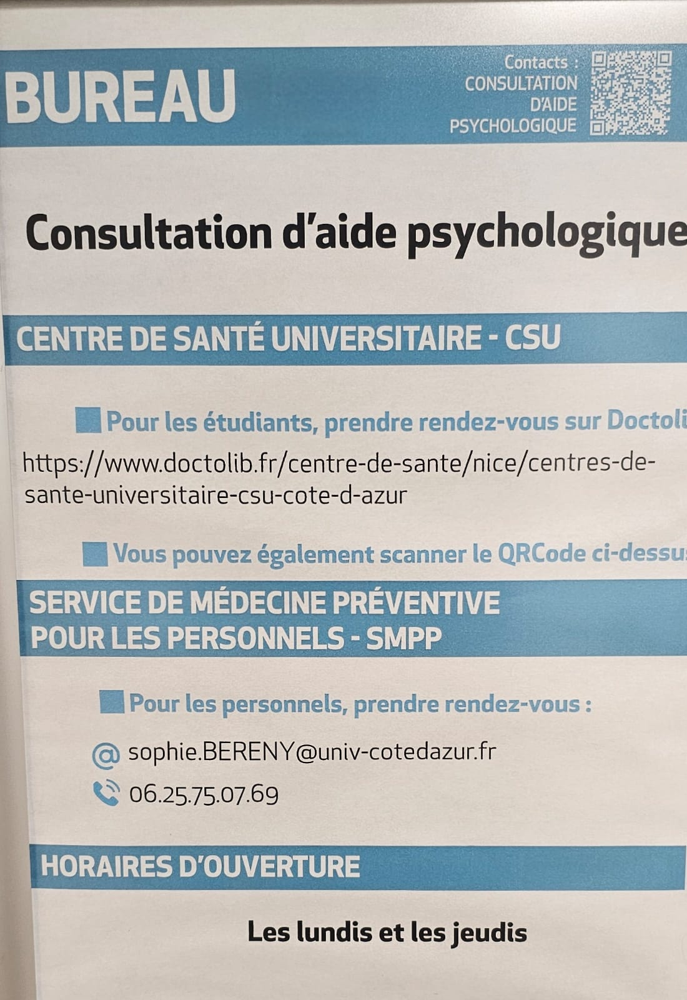 BUREAU
Contacts :
CONSULTATION
D'AIDE
PSYCHOLOGIQUE
Consultation d'aide psychologique
CENTRE DE SANTÉ UNIVERSITAIRE - CSU
Pour les étudiants, prendre rendez-vous sur Doctoli
https://www.doctolib.fr/centre-de-sante/nice/centres-de-
sante-universitaire-csu-cote-d-azur
Vous pouvez également scanner le QRCode ci-dessus
SERVICE DE MÉDECINE PRÉVENTIVE
POUR LES PERSONNELS - SMPP
Pour les personnels, prendre rendez-vous :
@ sophie.BERENY@univ-cotedazur.fr
06.25.75.07.69
HORAIRES D'OUVERTURE
Les lundis et les jeudis